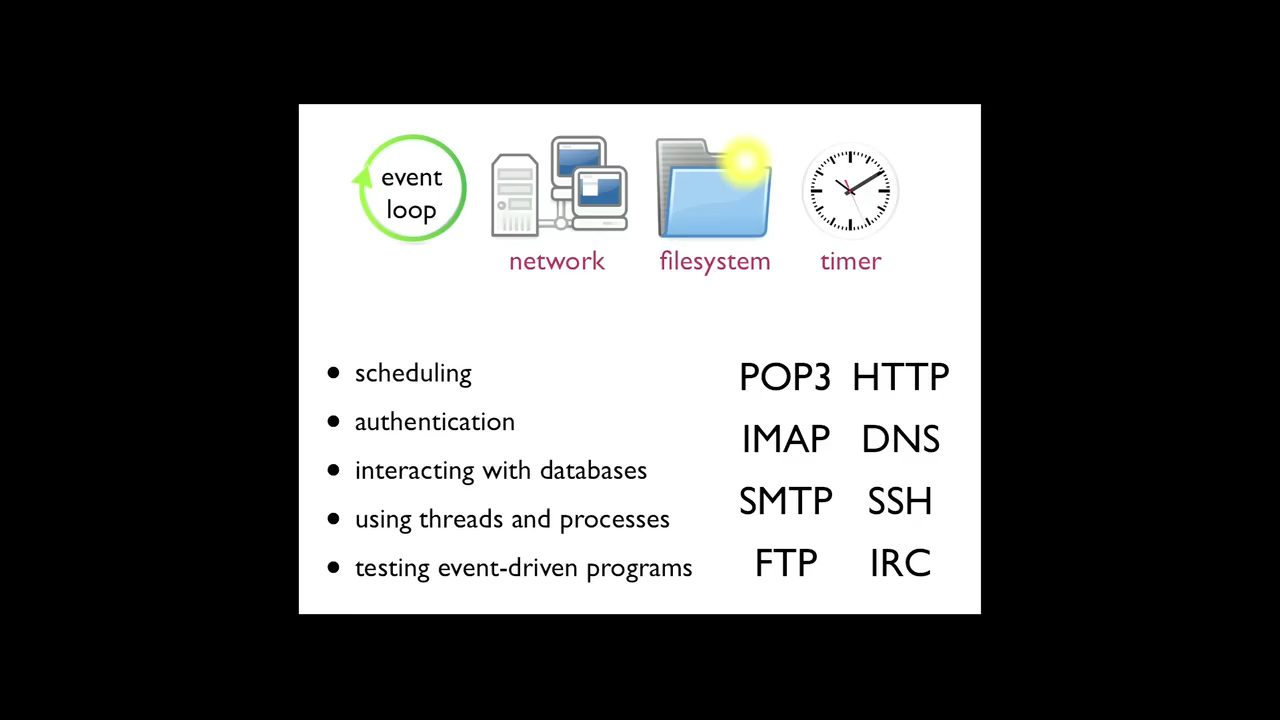 event
loop
network
filesystem
timer
• scheduling
• authentication
• interacting with databases
• using threads and processes
• testing event-driven programs
POP3 HTTP
IMAP DNS
SMTP SSH
FTP IRC